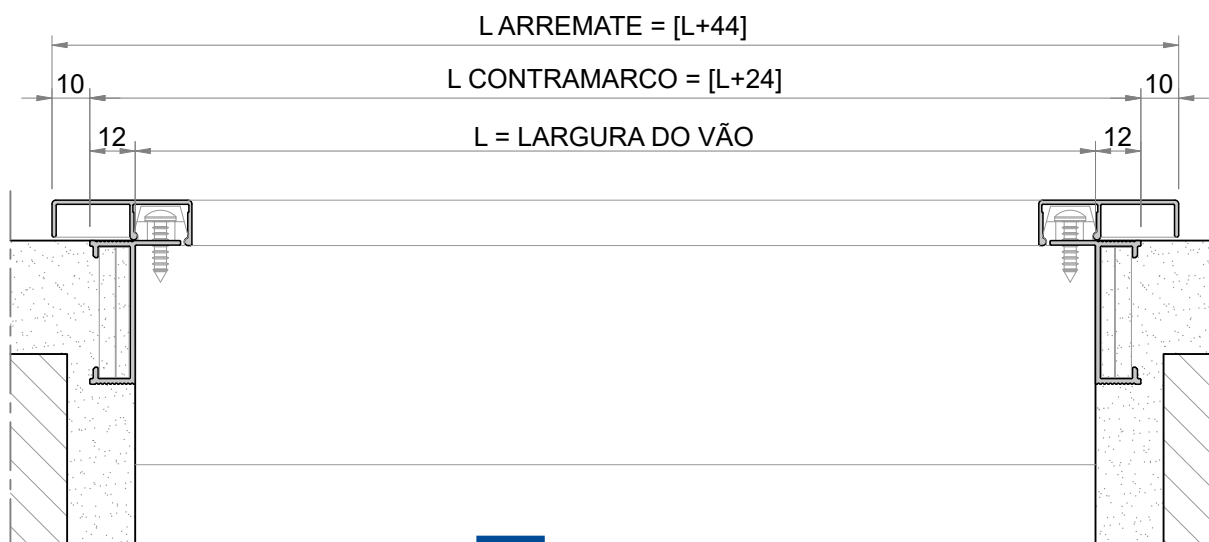 L ARREMATE = [L+44]
10 L CONTRAMARCO = [L+24] 10
12 L = LARGURA DO VÃO 12